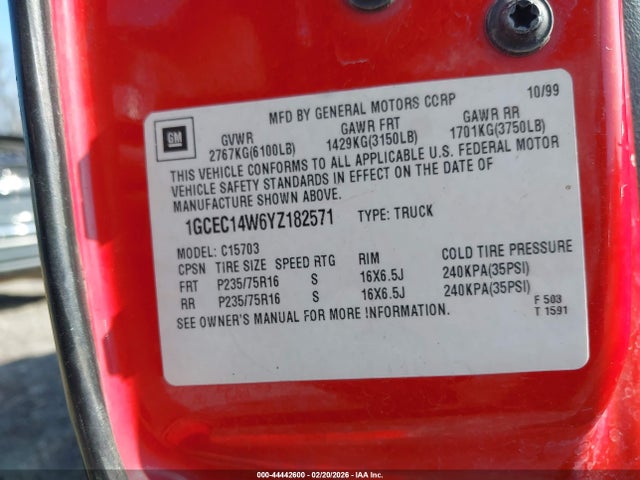 MFD BY GENERAL MOTORS CORP 10/99
GM
GVWR GAWR FRT GAWR RR
2767KG(6100LB) 1429KG(3150LB) 1701KG(3750LB)
THIS VEHICLE CONFORMS TO ALL APPLICABLE U.S. FEDERAL MOTOR
VEHICLE SAFETY STANDARDS IN EFFECT ON THE DATE OF
MANUFACTURE SHOWN ABOVE.
1GCEC14W6YZ182571 TYPE: TRUCK
MODEL: C15703
CPSN TIRE SIZE SPEED RTG RIM COLD TIRE PRESSURE
FRT P235/75R16 S 16X6.5J 240KPA(35PSI)
RR P235/75R16 S 16X6.5J 240KPA(35PSI)
SEE OWNER'S MANUAL FOR MORE INFORMATION.
F 503
T 1591
000-44442600 - 02/20/2026 - IAA Inc.